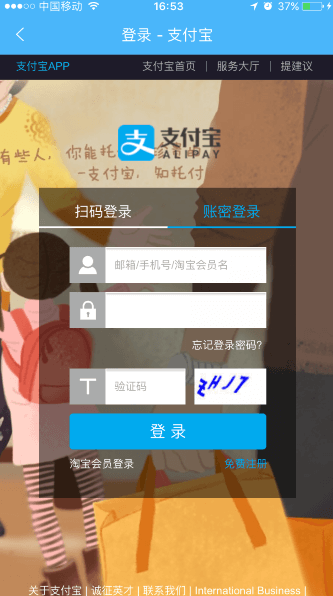 中国移动 16:53 37%
登录 - 支付宝
支付宝APP 支付宝首页 | 服务大厅 | 提建议
有些人，你能托
支付宝
ALIPAY
-支付宝，知托付
扫码登录 账密登录
邮箱/手机号/淘宝会员名
忘记登录密码?
验证码 ZHJT
登 录
淘宝会员登录 免费注册
关于支付宝 | 诚征英才 | 联系我们 | International Business |